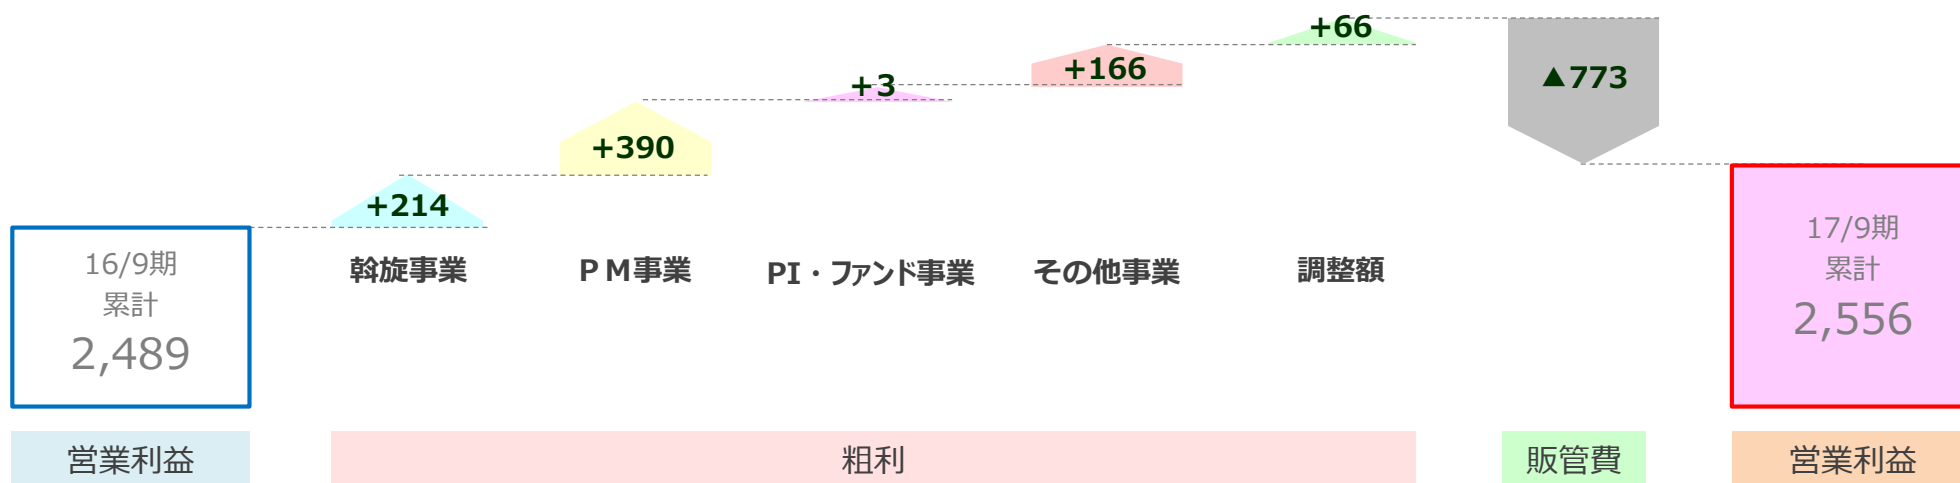 +66
+166
▲773
+3
+390
+214
16/9期
累計
2,489
幹旋事業
ＰＭ事業
PI・ファンド事業
その他事業
調整額
17/9期
累計
2,556
営業利益
粗利
販管費
営業利益